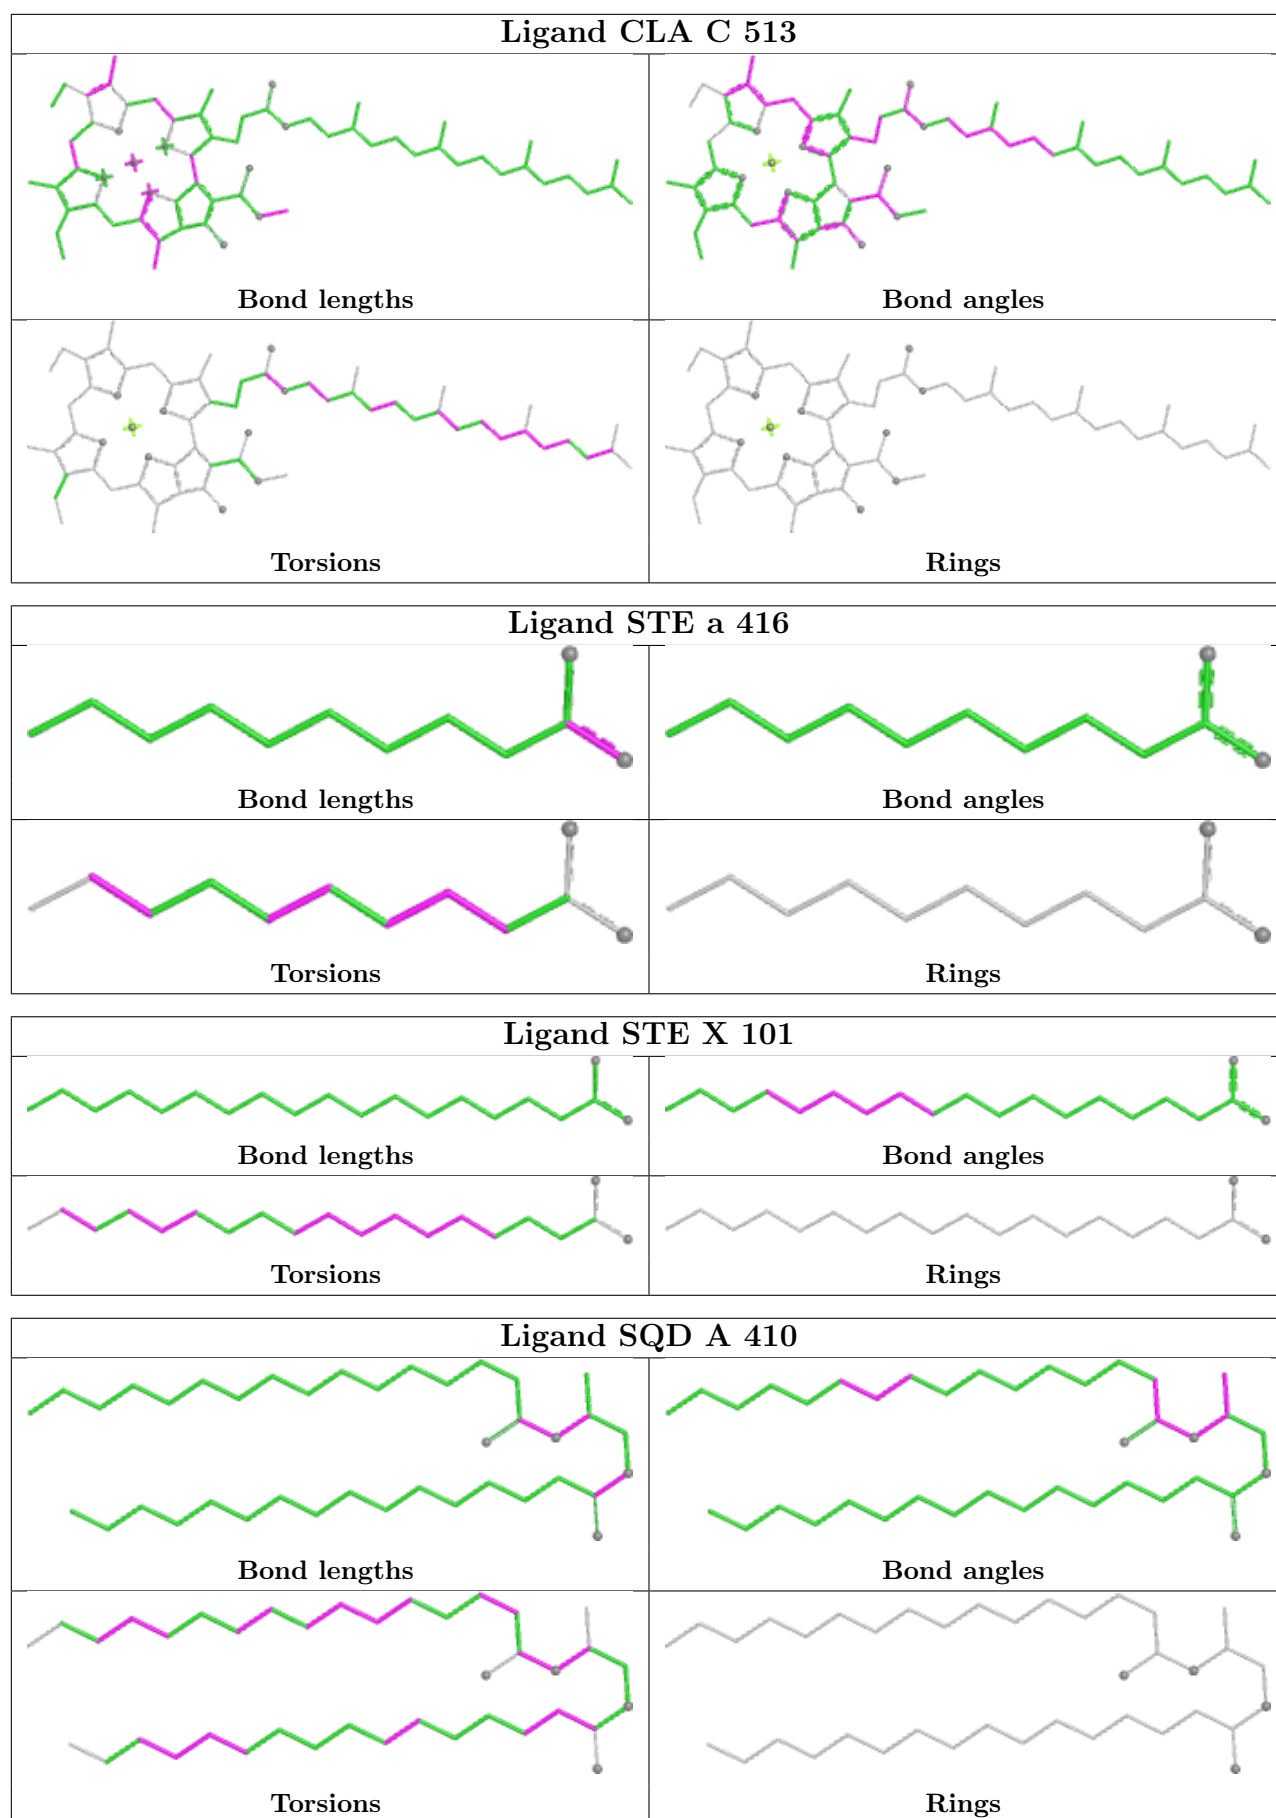 Ligand CLA C 513
Bond lengths
Bond angles
Torsions
Rings
Ligand STE a 416
Bond lengths
Bond angles
Torsions
Rings
Ligand STE X 101
Bond lengths
Bond angles
Torsions
Rings
Ligand SQD A 410
Bond lengths
Bond angles
Torsions
Rings